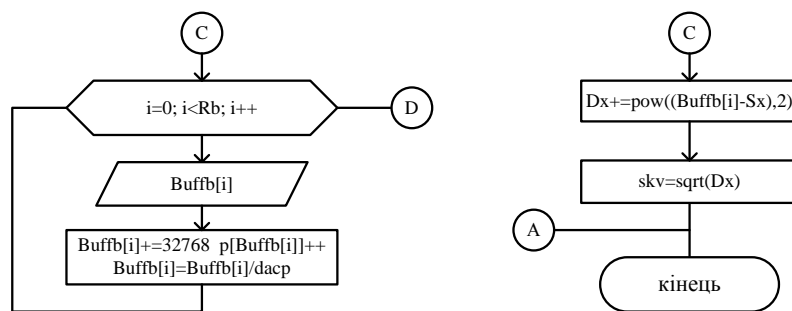 C
i=0; i<Rb; i++
D
Buffb[i]
Buffb[i]+=32768 p[Buffb[i]]++
Buffb[i]=Buffb[i]/dacp
C
Dx+=pow((Buffb[i]-Sx),2)
skv=sqrt(Dx)
A
кінець